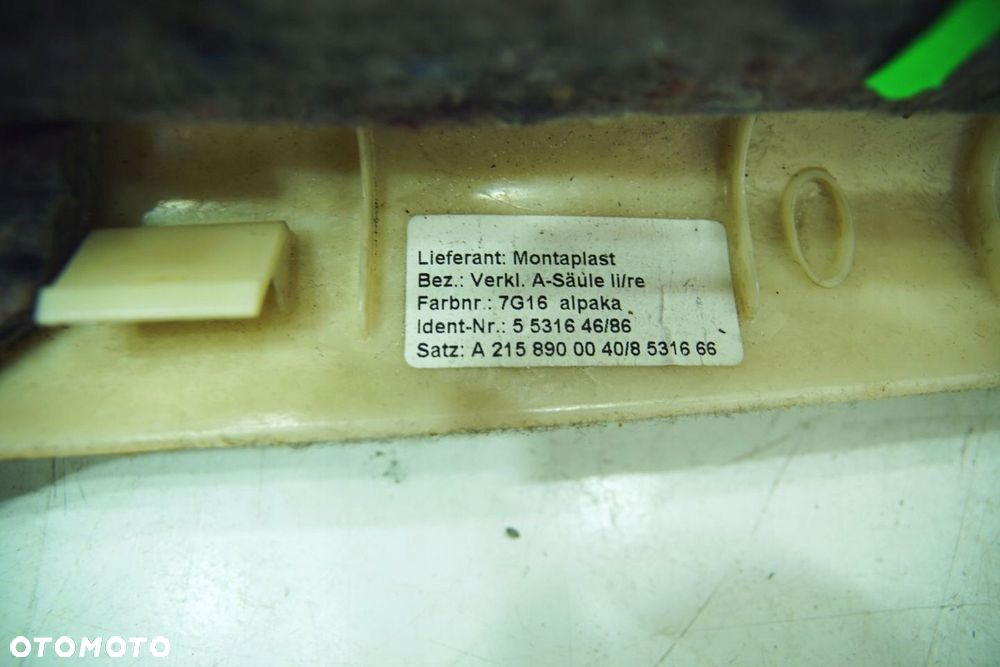 Lieferant: Montaplast
Bez.: Verkl. A-Säule li/re
Farbnr.: 7G16 alpaka
Ident-Nr.: 5 5316 46/86
Satz: A 215 890 00 40/8 5316 66
OTOMOTO